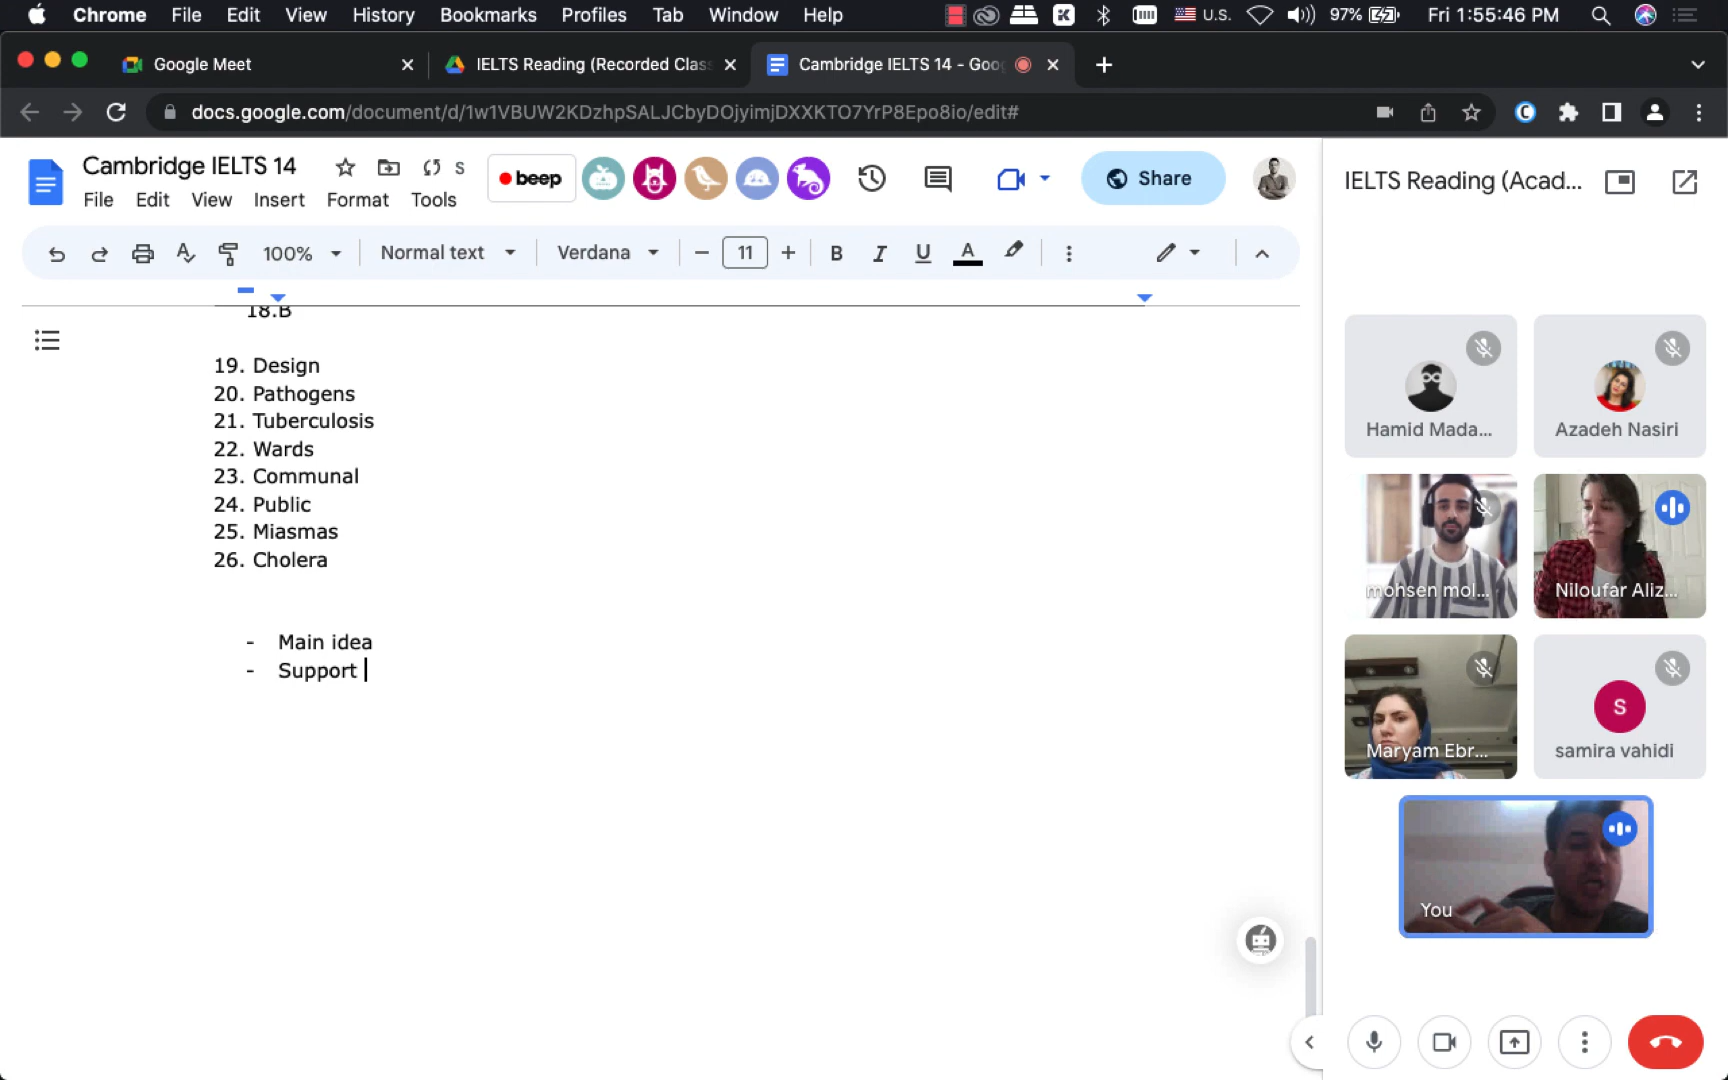 Chrome File Edit View History Bookmarks Profiles Tab Window Help U.S. 97% Fri 1:55:46 PM
Google Meet
IELTS Reading (Recorded Clas
Cambridge IELTS 14 - Goo
docs.google.com/document/d/1w1VBUW2KDzhpSALJCbyDOjyimjDXXKTO7YrP8Epo8io/edit#
Cambridge IELTS 14
S
beep
Share
File Edit View Insert Format Tools
100% Normal text Verdana 11 B I U A
18.B
19. Design
20. Pathogens
21. Tuberculosis
22. Wards
23. Communal
24. Public
25. Miasmas
26. Cholera
- Main idea
- Support
IELTS Reading (Acad...
Hamid Mada...
Azadeh Nasiri
mohsen mol...
Niloufar Aliz...
Maryam Ebr...
S
samira vahidi
You